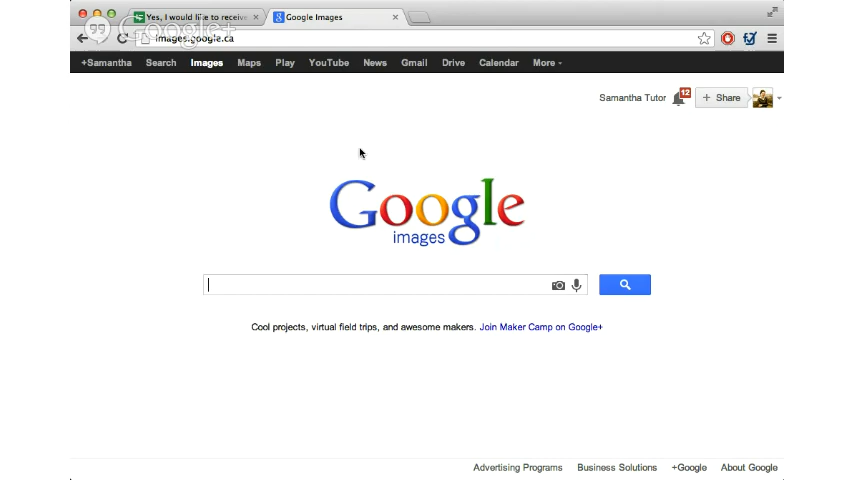 Yes, I would like to receive
Google Images
Google+
images.google.ca
+Samantha Search Images Maps Play YouTube News Gmail Drive Calendar More
Samantha Tutor 12 + Share
Google
images
Cool projects, virtual field trips, and awesome makers. Join Maker Camp on Google+
Advertising Programs Business Solutions +Google About Google